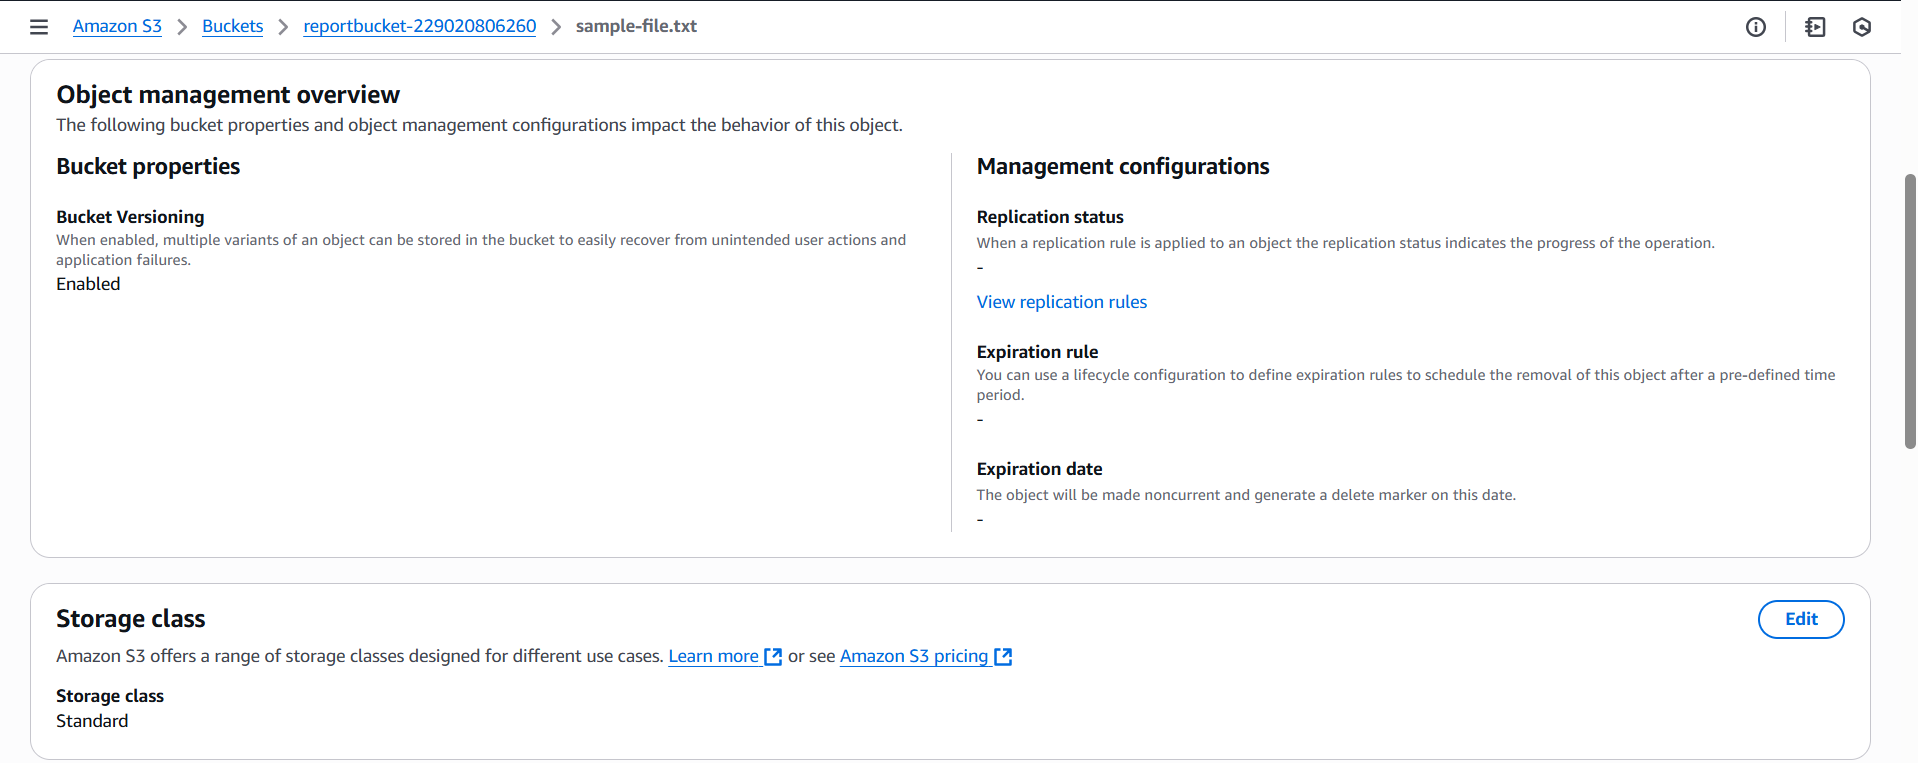 Amazon S3 > Buckets > reportbucket-229020806260 > sample-file.txt
Object management overview
The following bucket properties and object management configurations impact the behavior of this object.
Bucket properties
Bucket Versioning
When enabled, multiple variants of an object can be stored in the bucket to easily recover from unintended user actions and
application failures.
Enabled
Management configurations
Replication status
When a replication rule is applied to an object the replication status indicates the progress of the operation.
-
View replication rules
Expiration rule
You can use a lifecycle configuration to define expiration rules to schedule the removal of this object after a pre-defined time
period.
-
Expiration date
The object will be made noncurrent and generate a delete marker on this date.
-
Storage class
Edit
Amazon S3 offers a range of storage classes designed for different use cases. Learn more or see Amazon S3 pricing
Storage class
Standard